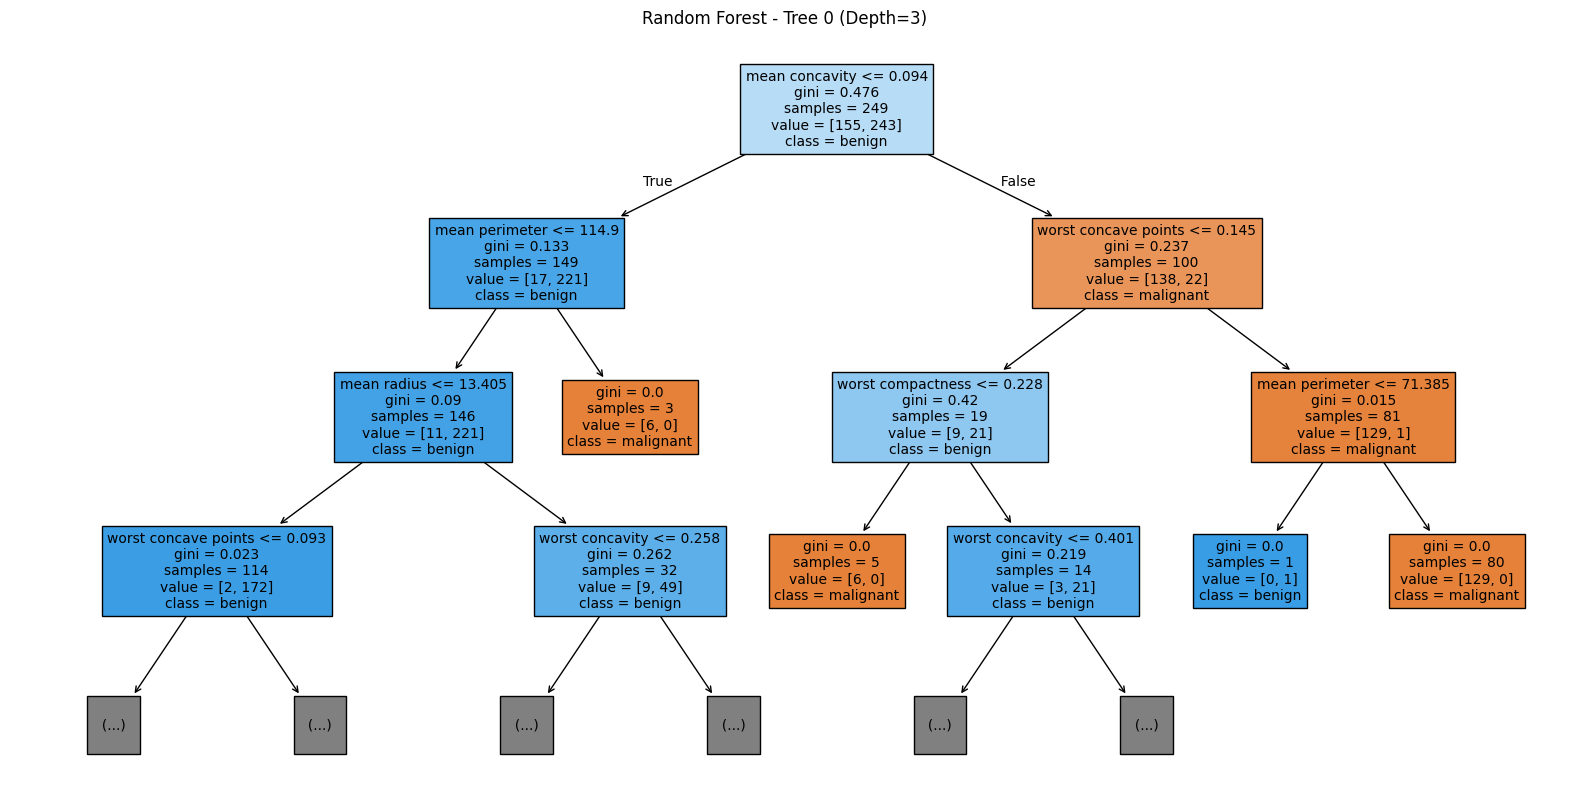 Random Forest - Tree 0 (Depth=3)
mean concavity <= 0.094
gini = 0.476
samples = 249
value = [155, 243]
class = benign
True
False
mean perimeter <= 114.9
gini = 0.133
samples = 149
value = [17, 221]
class = benign
worst concave points <= 0.145
gini = 0.237
samples = 100
value = [138, 22]
class = malignant
mean radius <= 13.405
gini = 0.09
samples = 146
value = [11, 221]
class = benign
gini = 0.0
samples = 3
value = [6, 0]
class = malignant
worst compactness <= 0.228
gini = 0.42
samples = 19
value = [9, 21]
class = benign
mean perimeter <= 71.385
gini = 0.015
samples = 81
value = [129, 1]
class = malignant
worst concave points <= 0.093
gini = 0.023
samples = 114
value = [2, 172]
class = benign
worst concavity <= 0.258
gini = 0.262
samples = 32
value = [9, 49]
class = benign
gini = 0.0
samples = 5
value = [6, 0]
class = malignant
worst concavity <= 0.401
gini = 0.219
samples = 14
value = [3, 21]
class = benign
gini = 0.0
samples = 1
value = [0, 1]
class = benign
gini = 0.0
samples = 80
value = [129, 0]
class = malignant
(...)
(...)
(...)
(...)
(...)
(...)